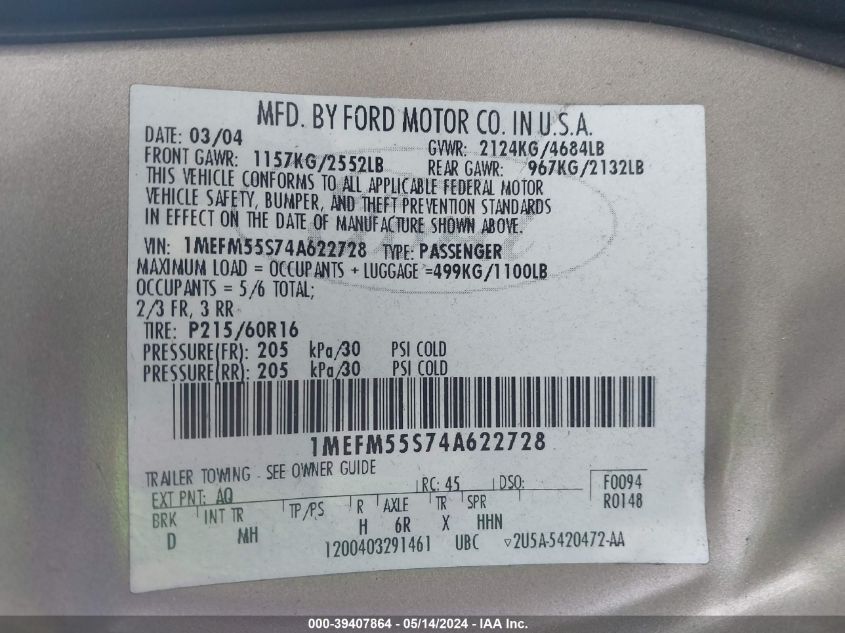 MFD. BY FORD MOTOR CO. IN U.S.A.
DATE: 03/04 GVWR: 2124KG/4684LB
FRONT GAWR: 1157KG/2552LB REAR GAWR: 967KG/2132LB
THIS VEHICLE CONFORMS TO ALL APPLICABLE FEDERAL MOTOR
VEHICLE SAFETY, BUMPER, AND THEFT PREVENTION STANDARDS
IN EFFECT ON THE DATE OF MANUFACTURE SHOWN ABOVE.
VIN: 1MEFM55S74A622728 TYPE: PASSENGER
MAXIMUM LOAD = OCCUPANTS + LUGGAGE =499KG/1100LB
OCCUPANTS = 5/6 TOTAL;
2/3 FR, 3 RR
TIRE: P215/60R16
PRESSURE(FR): 205 kPa/30 PSI COLD
PRESSURE(RR): 205 kPa/30 PSI COLD
1MEFM55S74A622728
TRAILER TOWING - SEE OWNER GUIDE
EXT PNT: AQ RC: 45 DSO: F0094
R0148
BRK INT TR TP/PS R AXLE TR SPR
D MH H 6R X HHN
1200403291461 UBC ▽2U5A-5420472-AA
000-39407864 - 05/14/2024 - IAA Inc.